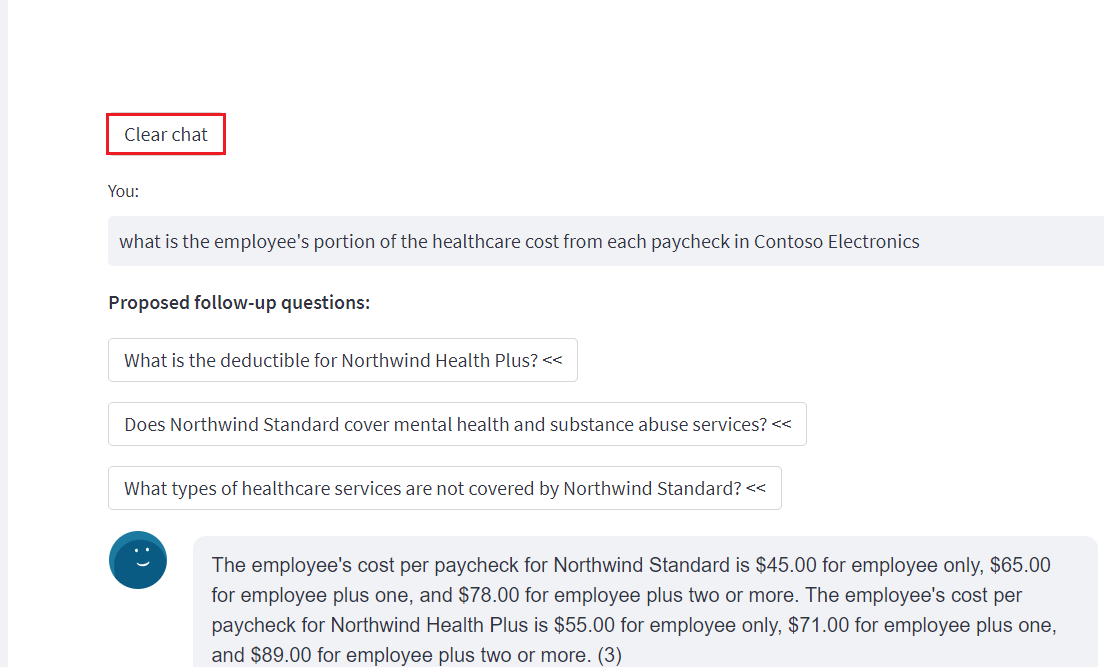 Clear chat
You:
what is the employee's portion of the healthcare cost from each paycheck in Contoso Electronics
Proposed follow-up questions:
What is the deductible for Northwind Health Plus? <<
Does Northwind Standard cover mental health and substance abuse services? <<
What types of healthcare services are not covered by Northwind Standard? <<
The employee's cost per paycheck for Northwind Standard is $45.00 for employee only, $65.00
for employee plus one, and $78.00 for employee plus two or more. The employee's cost per
paycheck for Northwind Health Plus is $55.00 for employee only, $71.00 for employee plus one,
and $89.00 for employee plus two or more. (3)